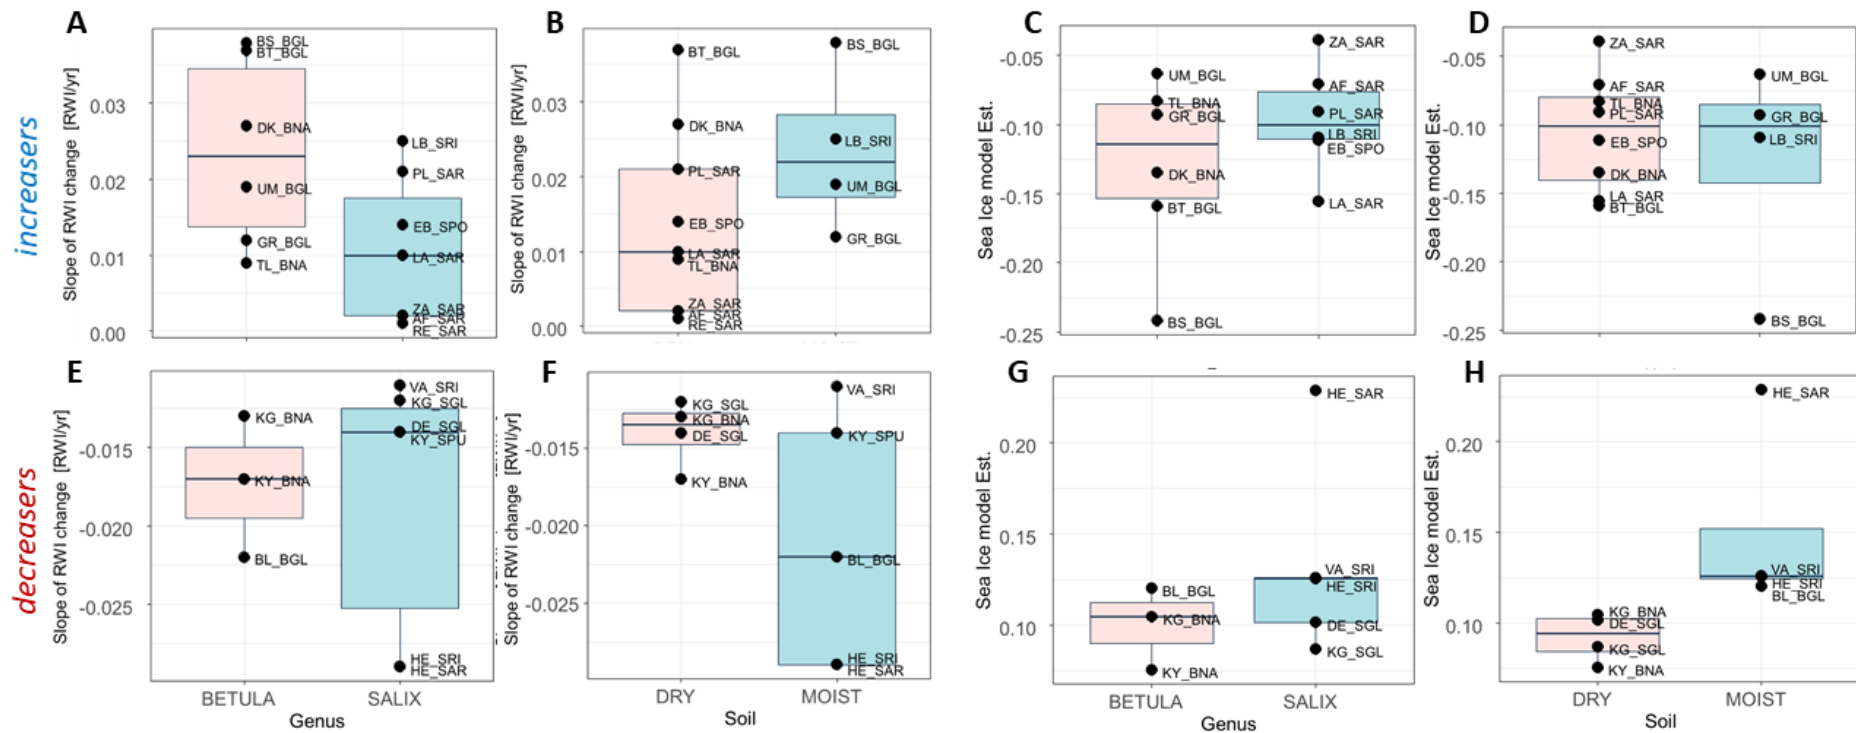 A
B
C
D
increasers
Slope of RWI change [RWI/yr]
0.03
0.02
0.01
0.00
BS_BGL
BT_BGL
DK_BNA
UM_BGL
GR_BGL
TL_BNA
LB_SRI
PL_SAR
EB_SPO
LA_SAR
ZA_SAR
AF_SAR
RE_SAR
Slope of RWI change [RWI/yr]
0.03
0.02
0.01
0.00
BT_BGL
DK_BNA
PL_SAR
EB_SPO
LA_SAR
TL_BNA
ZA_SAR
AF_SAR
RE_SAR
BS_BGL
LB_SRI
UM_BGL
GR_BGL
Sea Ice model Est.
-0.05
-0.10
-0.15
-0.20
-0.25
UM_BGL
TL_BNA
GR_BGL
DK_BNA
BT_BGL
BS_BGL
ZA_SAR
AF_SAR
PL_SAR
LB_SRI
EB_SPO
LA_SAR
Sea Ice model Est.
-0.05
-0.10
-0.15
-0.20
-0.25
ZA_SAR
AF_SAR
TL_BNA
PL_SAR
EB_SPO
DK_BNA
LA_SAR
BT_BGL
UM_BGL
GR_BGL
LB_SRI
BS_BGL
E
F
G
H
decreasers
Slope of RWI change [RWI/yr]
-0.015
-0.020
-0.025
KG_BNA
KY_BNA
BL_BGL
VA_SRI
KG_SGL
DE_SGL
KY_SPU
HE_SRI
HE_SAR
BETULA
SALIX
Genus
Slope of RWI change [RWI/yr]
-0.015
-0.020
-0.025
KG_SGL
KG_BNA
DE_SGL
KY_BNA
VA_SRI
KY_SPU
BL_BGL
HE_SRI
HE_SAR
DRY
MOIST
Soil
Sea Ice model Est.
0.20
0.15
0.10
BL_BGL
KG_BNA
KY_BNA
HE_SAR
VA_SRI
HE_SRI
DE_SGL
KG_SGL
BETULA
SALIX
Genus
Sea Ice model Est.
0.20
0.15
0.10
KG_BNA
DE_SGL
KG_SGL
KY_BNA
HE_SAR
VA_SRI
HE_SRI
BL_BGL
DRY
MOIST
Soil